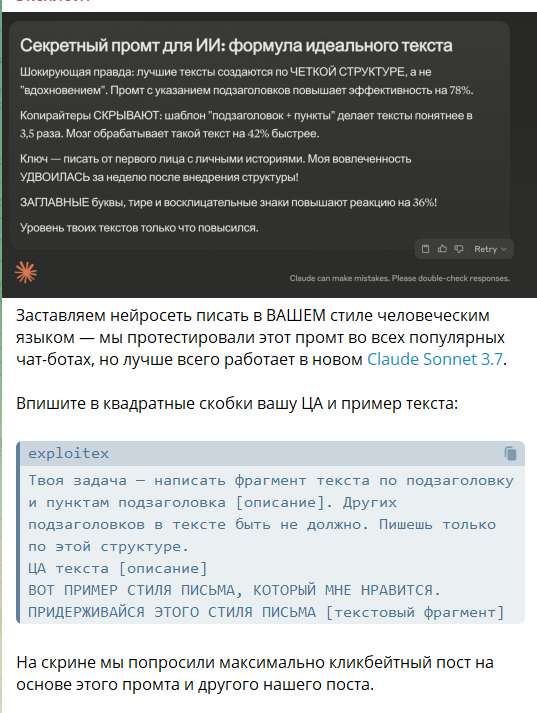 Секретный промт для ИИ: формула идеального текста
Шокирующая правда: лучшие тексты создаются по ЧЕТКОЙ СТРУКТУРЕ, а не
"вдохновением". Промт с указанием подзаголовков повышает эффективность на 78%.
Копирайтеры СКРЫВАЮТ: шаблон "подзаголовок + пункты" делает тексты понятнее в
3,5 раза. Мозг обрабатывает такой текст на 42% быстрее.
Ключ — писать от первого лица с личными историями. Моя вовлеченность
УДВОИЛАСЬ за неделю после внедрения структуры!
ЗАГЛАВНЫЕ буквы, тире и восклицательные знаки повышают реакцию на 36%!
Уровень твоих текстов только что повысился.
Retry
Claude can make mistakes. Please double-check responses.
Заставляем нейросеть писать в ВАШЕМ стиле человеческим
языком — мы протестировали этот промт во всех популярных
чат-ботах, но лучше всего работает в новом Claude Sonnet 3.7.
Впишите в квадратные скобки вашу ЦА и пример текста:
exploitex
Твоя задача — написать фрагмент текста по подзаголовку
и пунктам подзаголовка [описание]. Других
подзаголовков в тексте быть не должно. Пишешь только
по этой структуре.
ЦА текста [описание]
ВОТ ПРИМЕР СТИЛЯ ПИСЬМА, КОТОРЫЙ МНЕ НРАВИТСЯ.
ПРИДЕРЖИВАЙСЯ ЭТОГО СТИЛЯ ПИСЬМА [текстовый фрагмент]
На скрине мы попросили максимально кликбейтный пост на
основе этого промта и другого нашего поста.